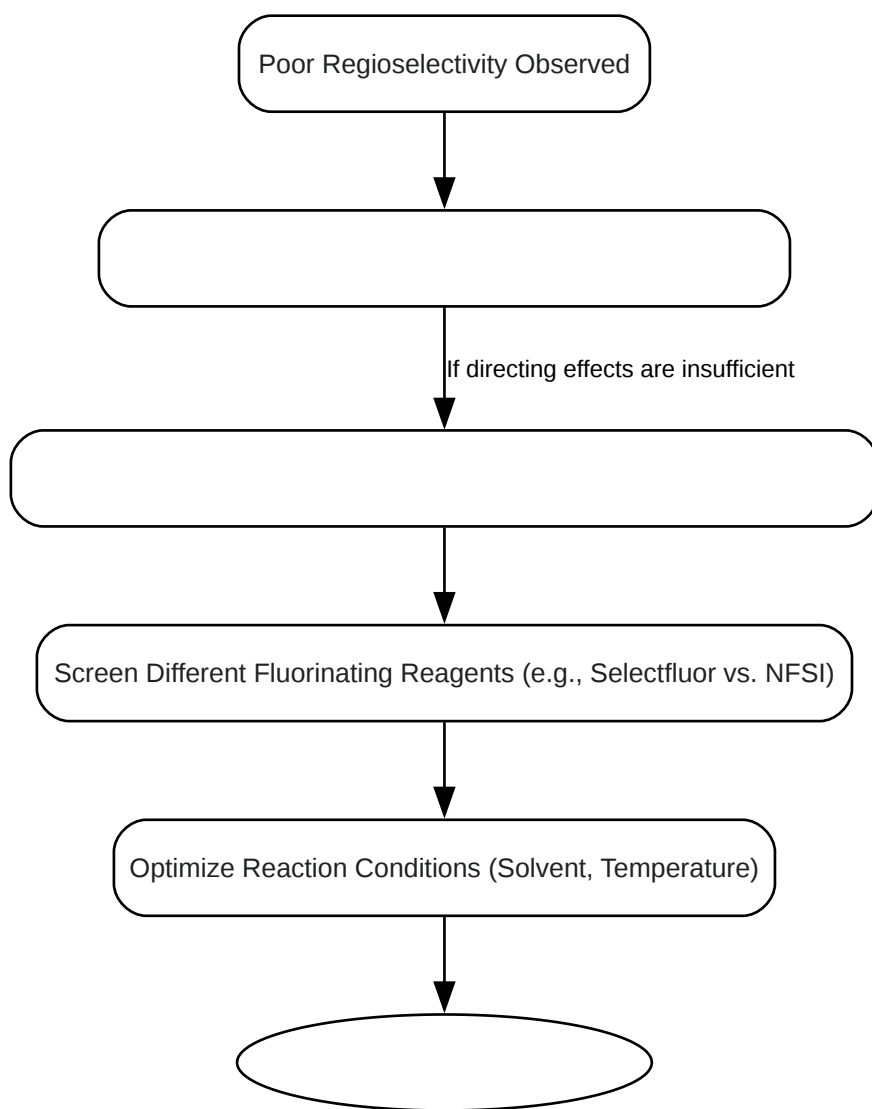 Poor Regioselectivity Observed
If directing effects are insufficient
Screen Different Fluorinating Reagents (e.g., Selectfluor vs. NFSI)
Optimize Reaction Conditions (Solvent, Temperature)